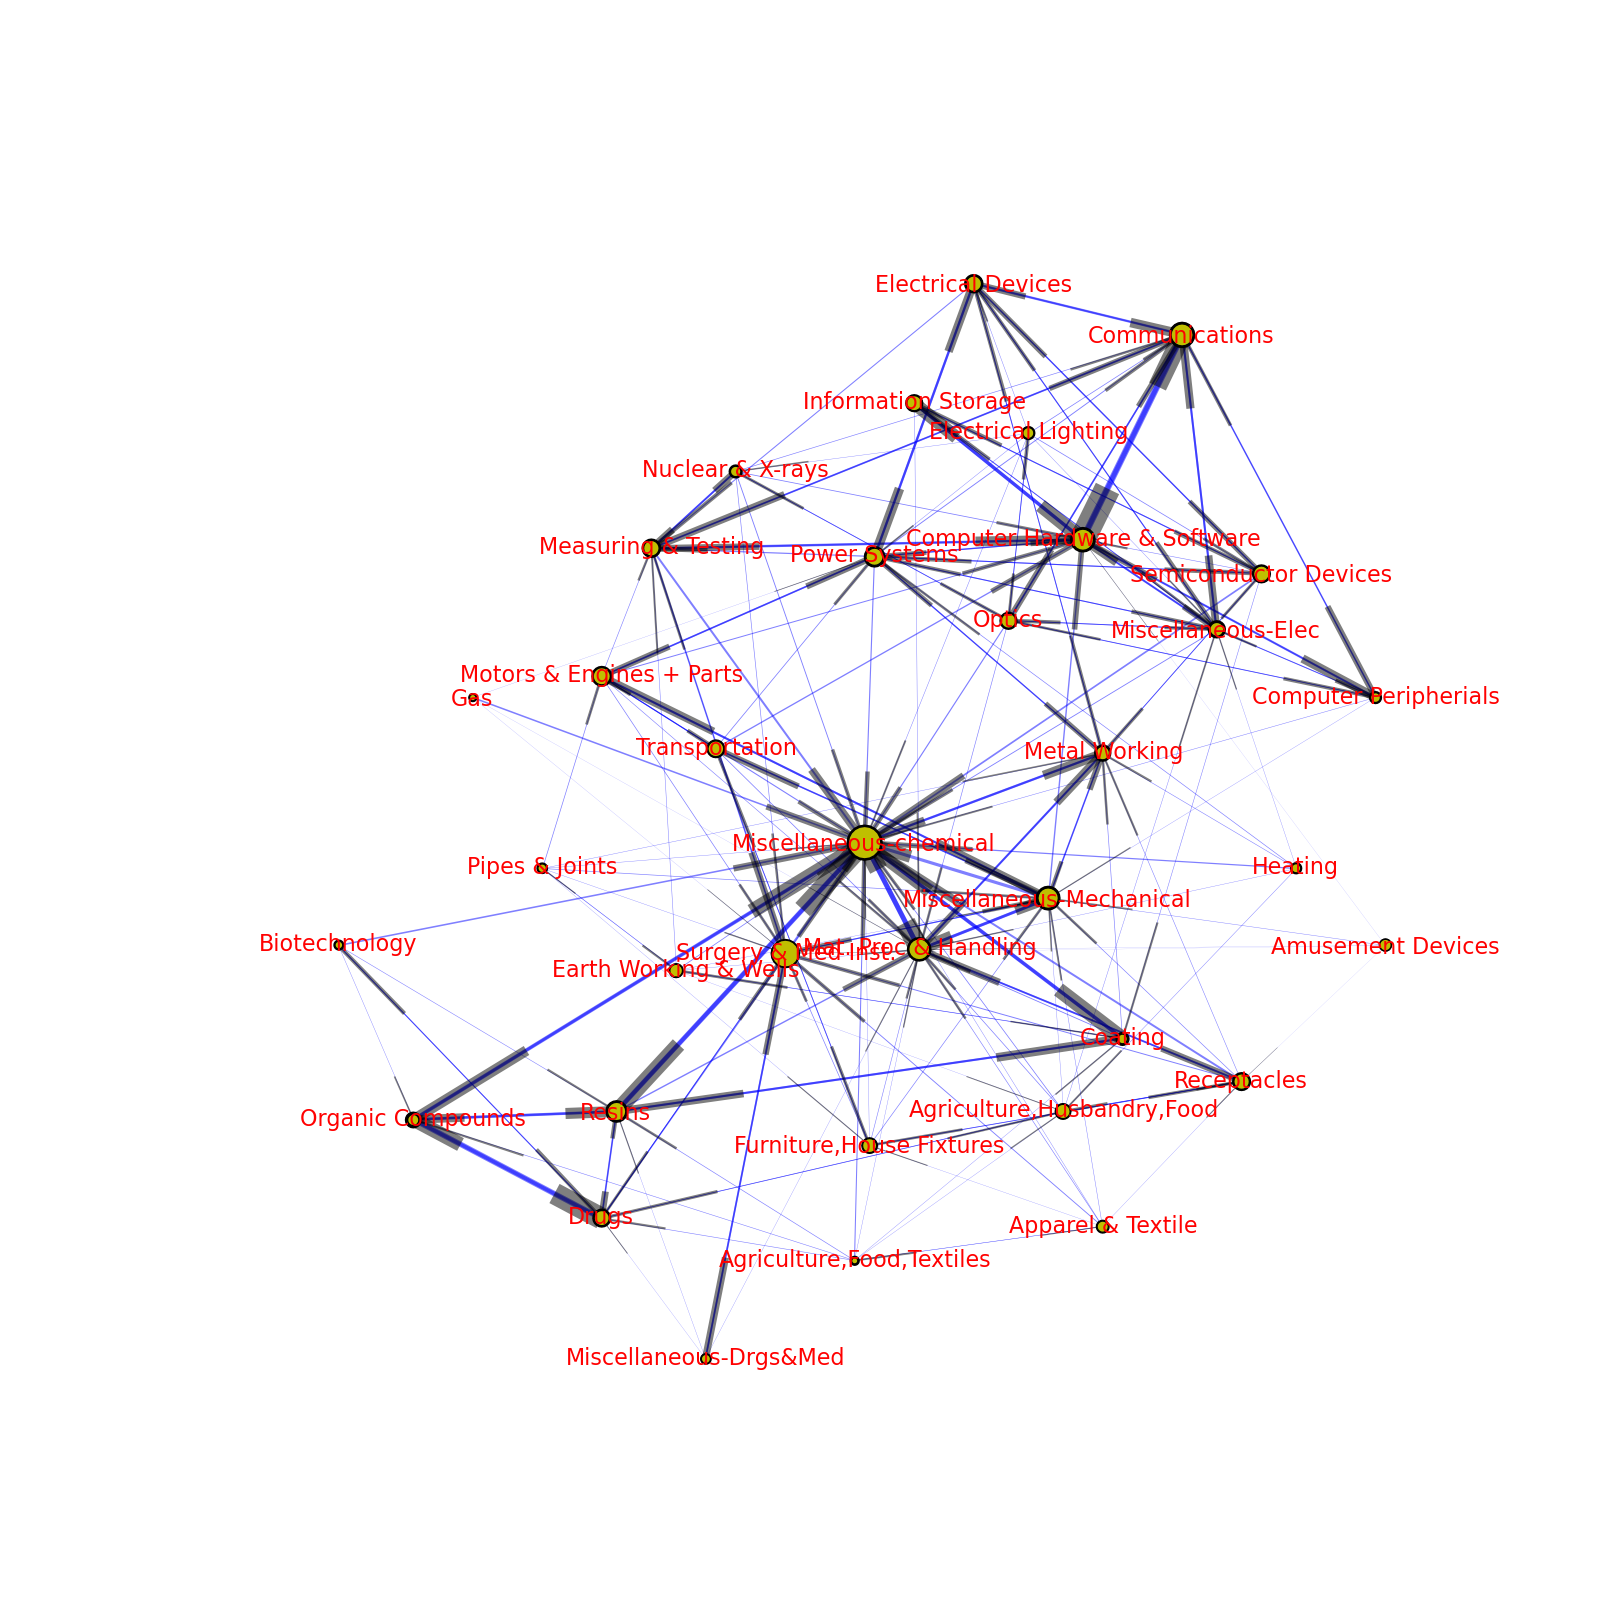 Electrical Devices
Communications
Information Storage
Electrical Lighting
Nuclear & X-rays
Computer Hardware & Software
Measuring & Testing
Power Systems
Semiconductor Devices
Optics
Miscellaneous-Elec
Motors & Engines + Parts
Gas
Computer Peripherials
Transportation
Metal Working
Miscellaneous-chemical
Pipes & Joints
Heating
Miscellaneous-Mechanical
Biotechnology
Surgery & Med Inst.
Mat. Proc & Handling
Amusement Devices
Earth Working & Wells
Coating
Receptacles
Organic Compounds
Resins
Agriculture,Husbandry,Food
Furniture,House Fixtures
Drugs
Apparel & Textile
Agriculture,Food,Textiles
Miscellaneous-Drgs&Med